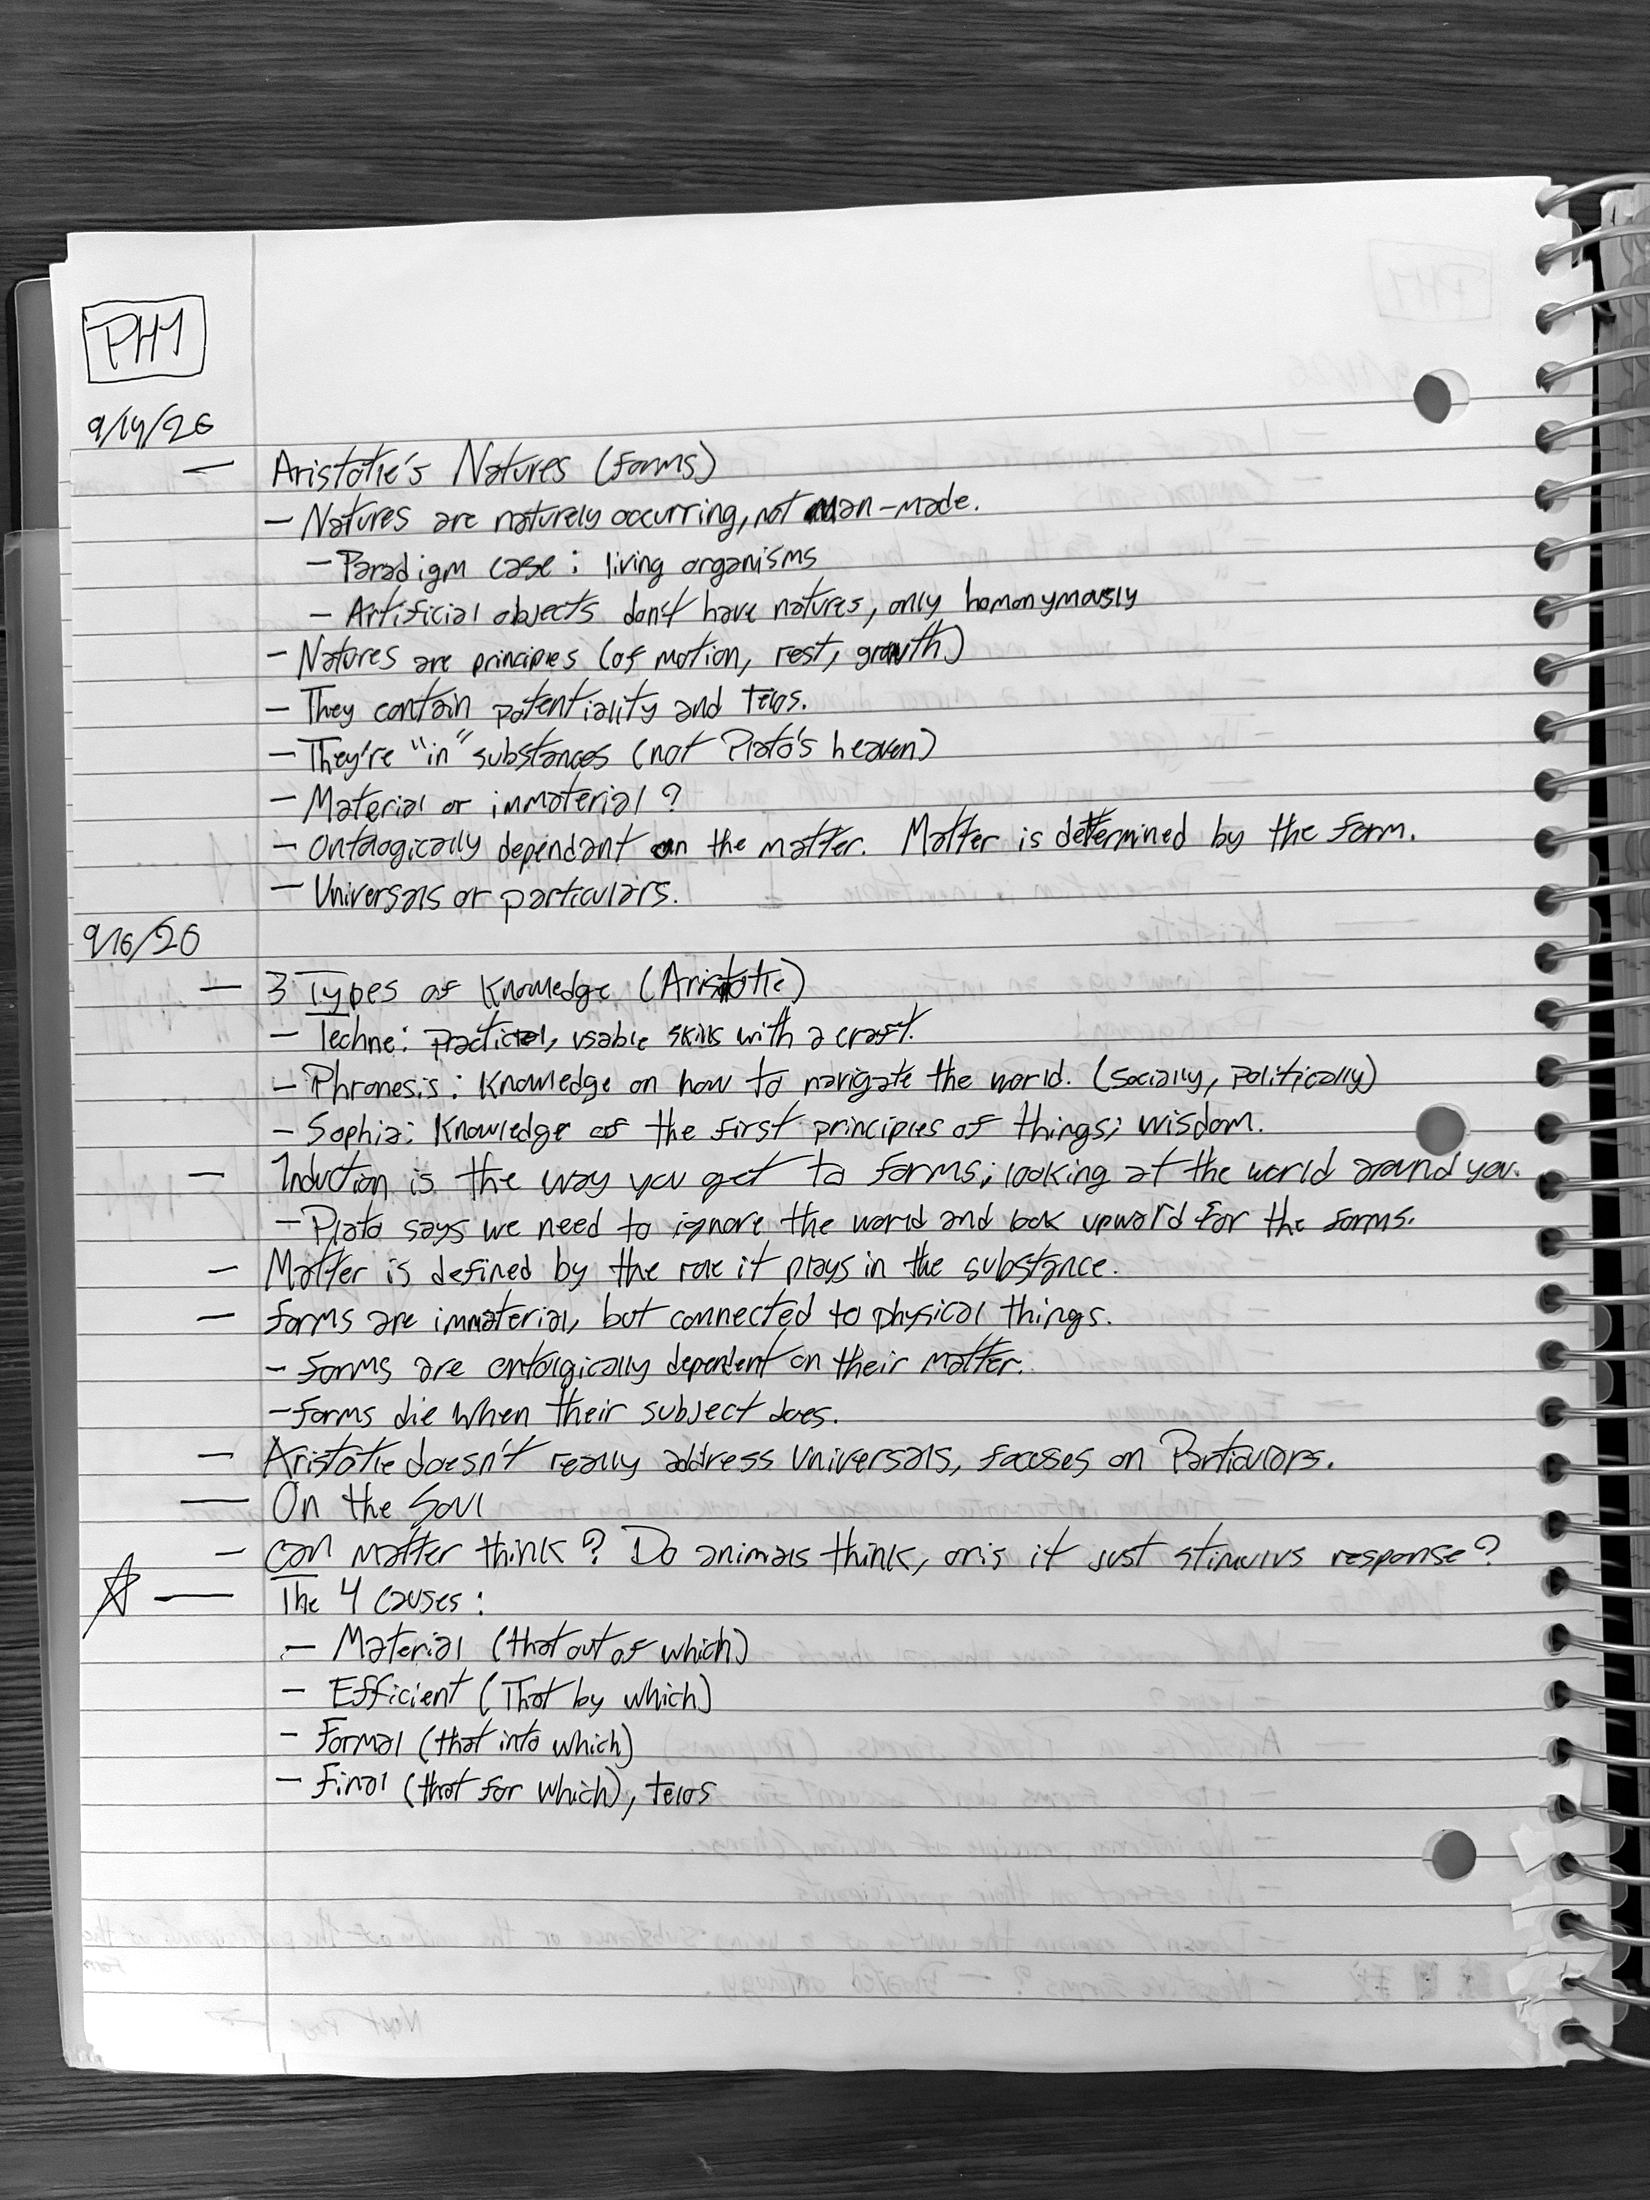 PHI
9/14/26
— Aristotle's Natures (forms)
— Natures are naturely occurring, not man-made.
— Paradigm case: living organisms
— Artificial objects don't have natures, only homonymously
— Natures are principles (of motion, rest, growth)
— They contain potentiality and telos.
— They're "in" substances (not Plato's heaven)
— Material or immaterial?
— Ontologically dependant on the matter. Matter is determined by the form.
— Universals or particulars.
9/16/26
— 3 Types of Knowledge (Aristotle)
— Techne: practical, usable skills with a craft.
— Phronesis: Knowledge on how to navigate the world. (Socially, Politically)
— Sophia: Knowledge of the first principles of things; wisdom.
— Induction is the way you get to forms; looking at the world around you.
— Plato says we need to ignore the world and look upward for the forms.
— Matter is defined by the role it plays in the substance.
— forms are immaterial, but connected to physical things.
— forms are ontolgically dependent on their matter.
— forms die when their subject does.
— Aristotle doesn't really address Universals, focuses on Particulars.
— On the Soul
— can matter think? Do animals think, or is it just stimulus response?
☆ — The 4 causes:
— Material (that out of which)
— Efficient (That by which)
— Formal (that into which)
— final (that for which), telos